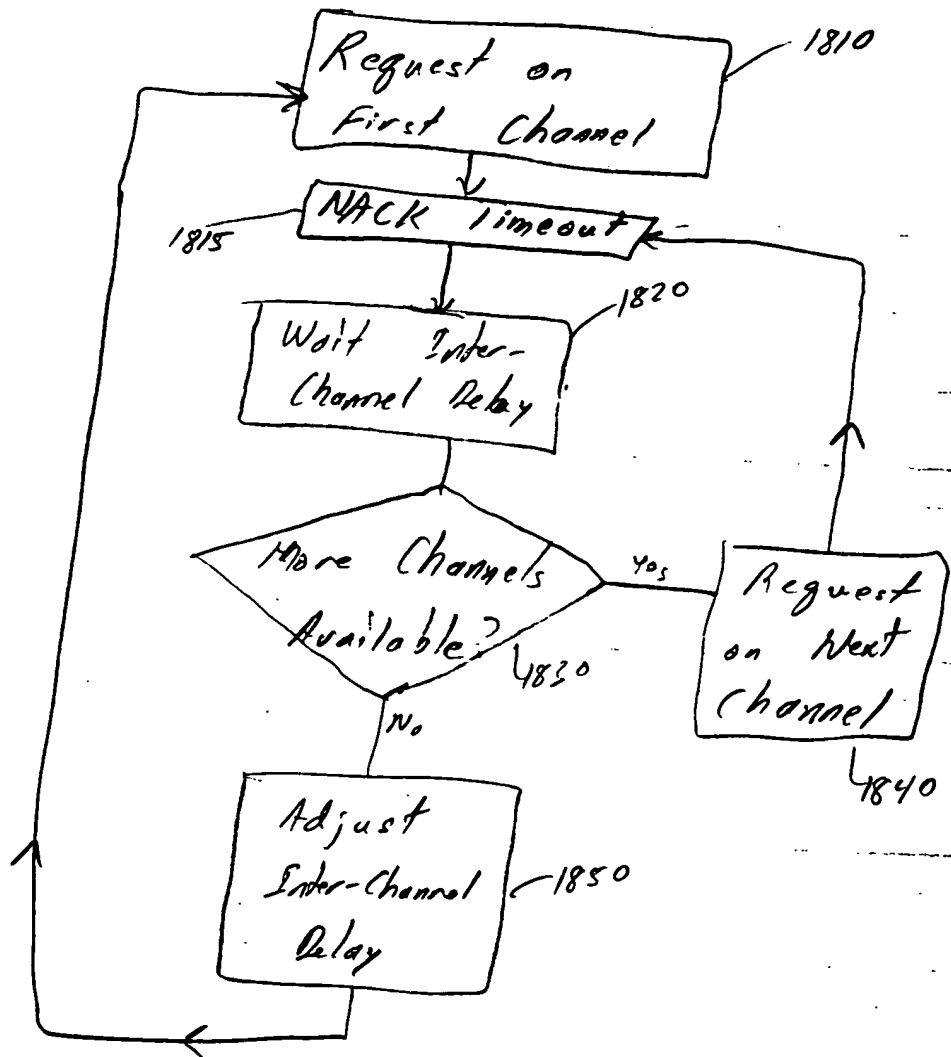 Request on
First Channel
1810
NACK Timeout
1815
Wait Inter-
Channel Delay
1820
More Channels
Available?
1830
Yes
Request
on Next
Channel
1840
No
Adjust
Inter-Channel
Delay
1850